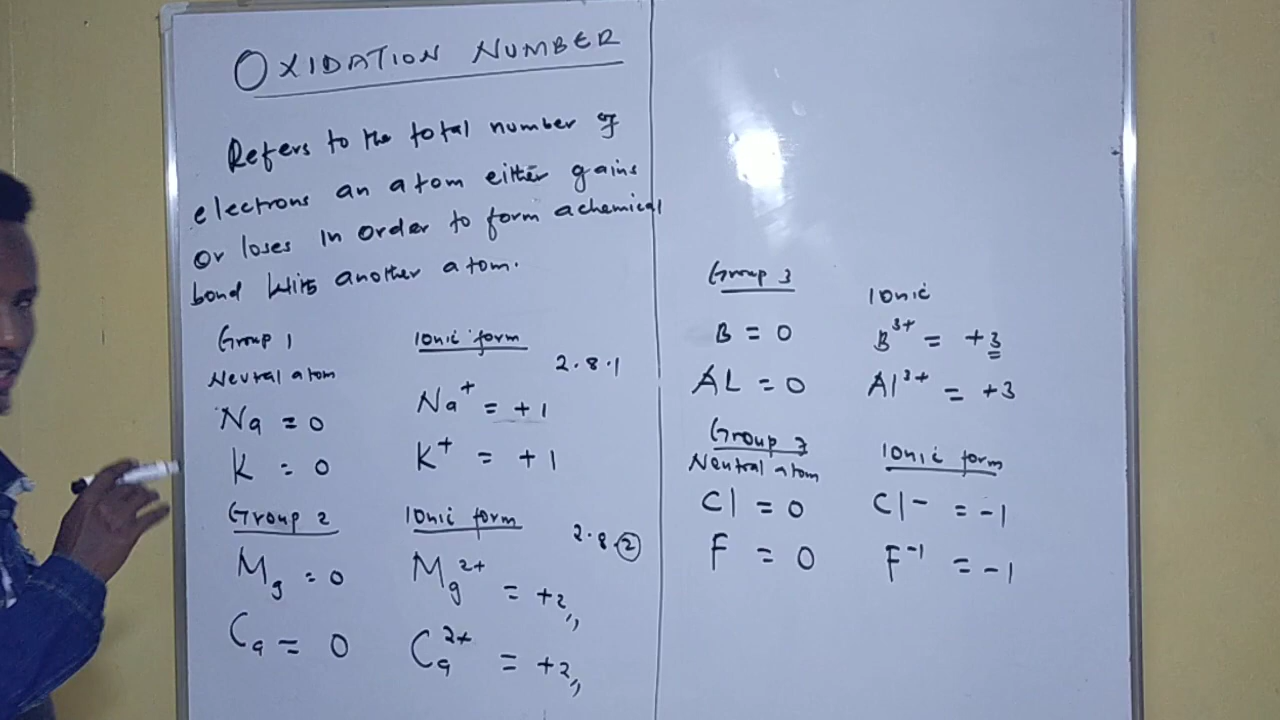 OXIDATION NUMBER
Refers to the total number of
electrons an atom either gains
or loses in order to form a chemical
bond with another atom.
Group 1 Ionic form
Neutral atom 2.8.1
Na = 0 Na⁺ = +1
K = 0 K⁺ = +1
Group 2 Ionic form
2.8.2
Mg = 0 Mg²⁺ = +2,,
Ca = 0 Ca²⁺ = +2,,
Group 3 Ionic
B = 0 B³⁺ = +3
AL = 0 Al³⁺ = +3
Group 7 Ionic form
Neutral atom
Cl = 0 Cl⁻ = -1
F = 0 F⁻¹ = -1